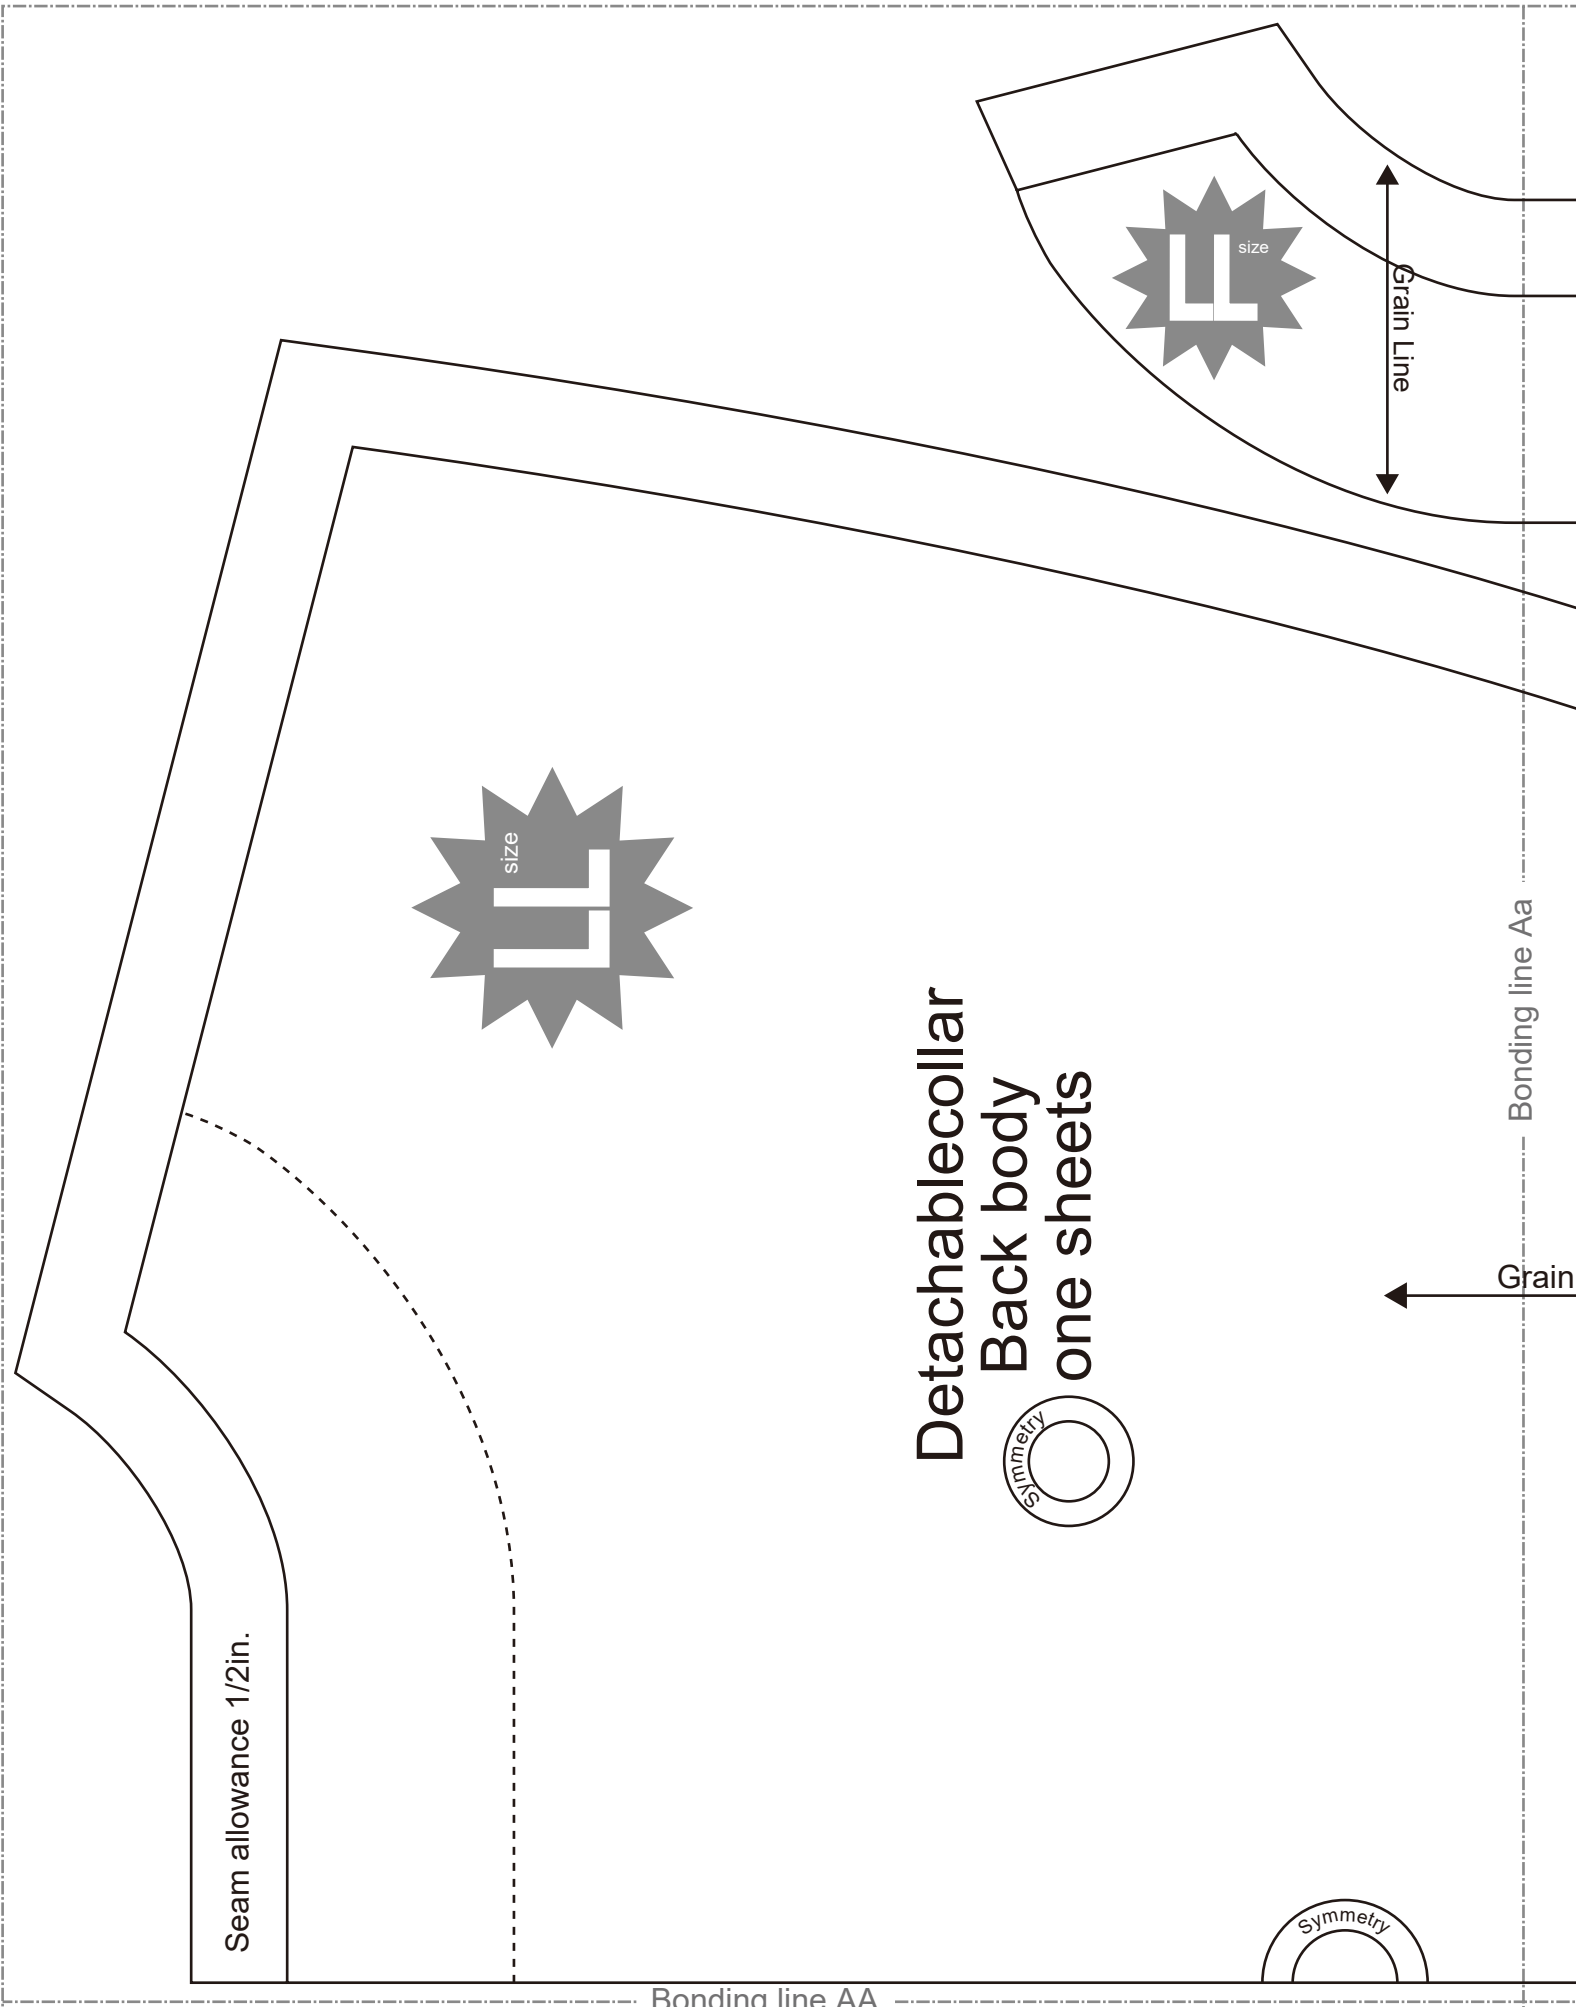 size
LL
Grain Line
size
LL
Bonding line Aa
Detachablecollar
Back body
one sheets
Symmetry
Grain
Seam allowance 1/2in.
Symmetry
Bonding line AA